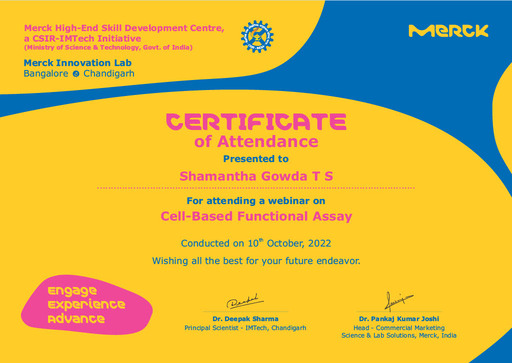 Merck High-End Skill Development Centre,
a CSIR-IMTech Initiative
(Ministry of Science & Technology, Govt. of India)
Merck Innovation Lab
Bangalore Chandigarh
MERCK
CERTIFICATE
of Attendance
Presented to
Shamantha Gowda T S
For attending a webinar on
Cell-Based Functional Assay
Conducted on 10th October, 2022
Wishing all the best for your future endeavor.
Engage
Experience
Advance
Dr. Deepak Sharma
Principal Scientist - IMTech, Chandigarh
Dr. Pankaj Kumar Joshi
Head - Commercial Marketing
Science & Lab Solutions, Merck, India